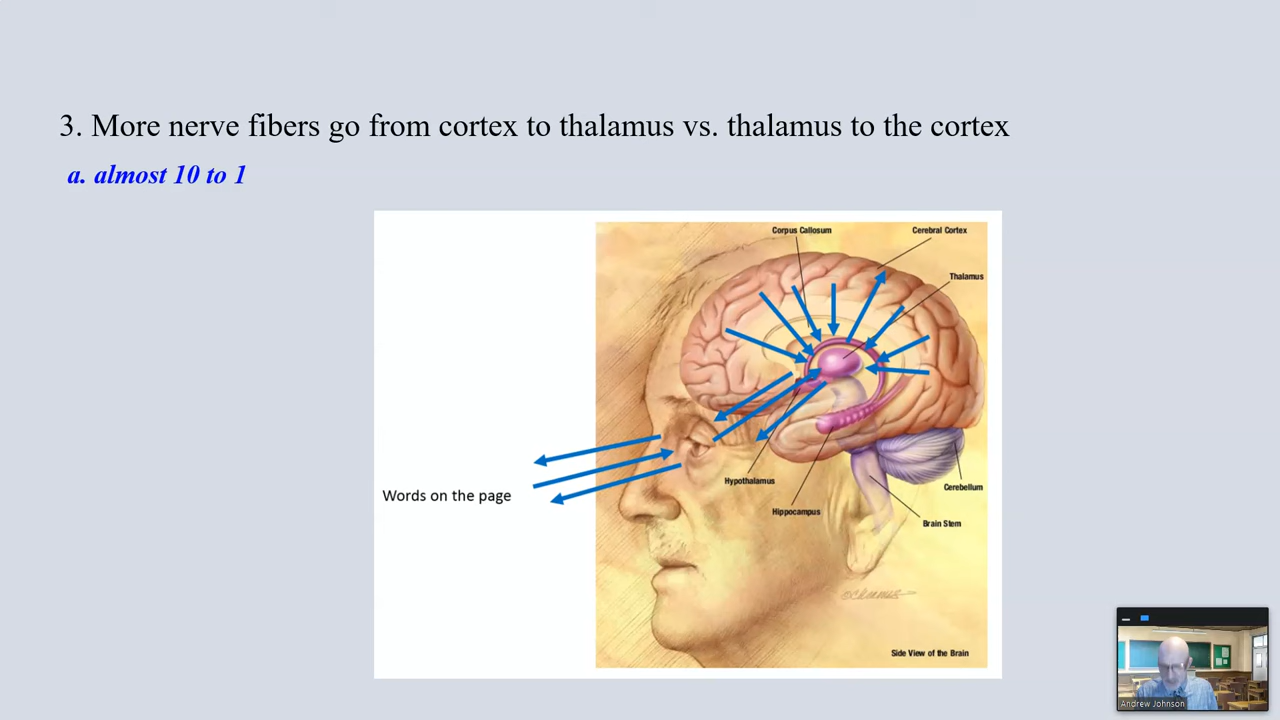 3. More nerve fibers go from cortex to thalamus vs. thalamus to the cortex
a. almost 10 to 1
Corpus Callosum
Cerebral Cortex
Thalamus
Words on the page
Hypothalamus
Hippocampus
Cerebellum
Brain Stem
Side View of the Brain
Andrew Johnson